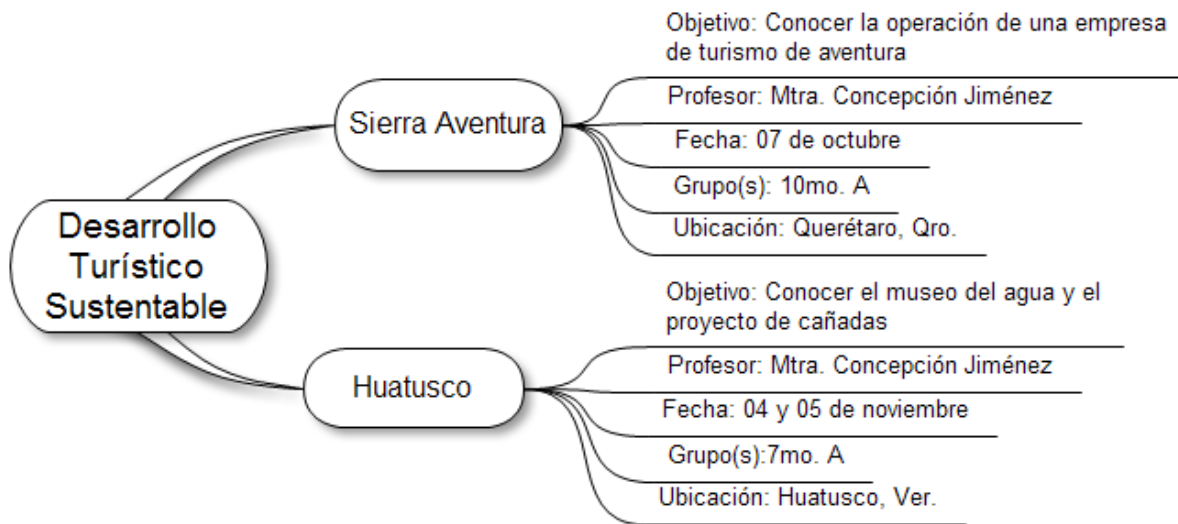 Desarrollo
Turístico
Sustentable
Sierra Aventura
Objetivo: Conocer la operación de una empresa
de turismo de aventura
Profesor: Mtra. Concepción Jiménez
Fecha: 07 de octubre
Grupo(s): 10mo. A
Ubicación: Querétaro, Qro.
Huatusco
Objetivo: Conocer el museo del agua y el
proyecto de cañadas
Profesor: Mtra. Concepción Jiménez
Fecha: 04 y 05 de noviembre
Grupo(s):7mo. A
Ubicación: Huatusco, Ver.